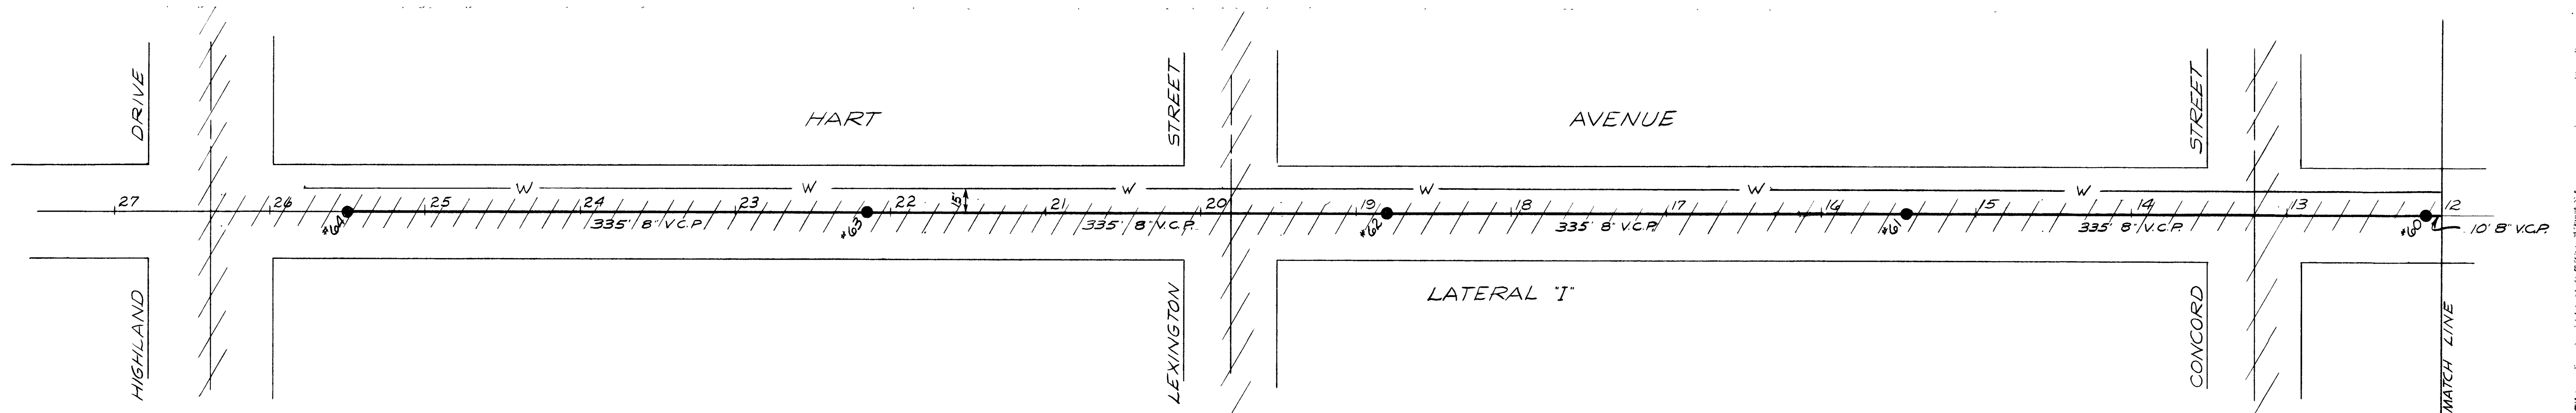 DRIVE
HART
STREET
AVENUE
STREET
W W W W W W
27 26 25 24 23 22 15' 21 20 19 18 17 16 15 14 13 12
#64 335' 8" V.C.P. #63 335' 8" V.C.P. #62 335' 8" V.C.P. #61 335' 8" V.C.P. #60 10' 8" V.C.P.
HIGHLAND
LEXINGTON
LATERAL "I"
CONCORD
MATCH LINE